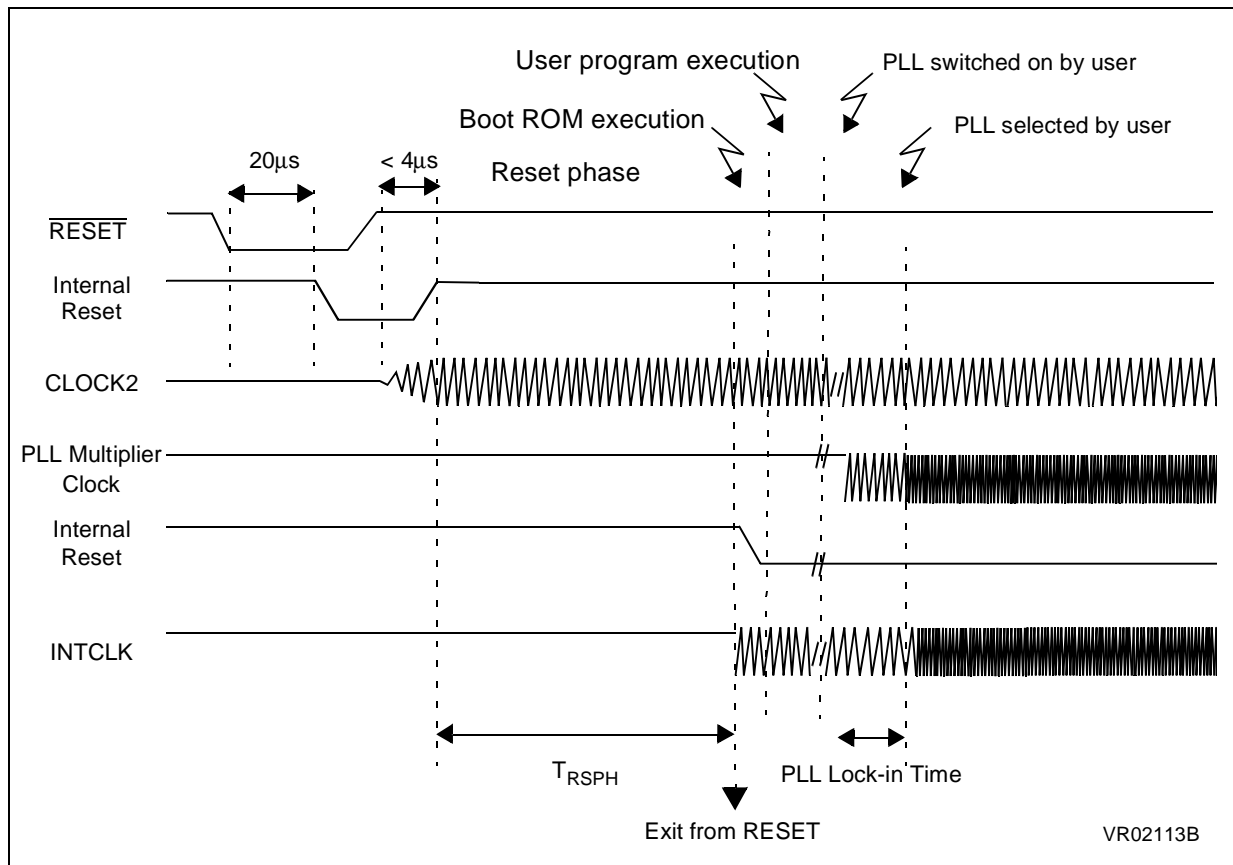 User program execution
PLL switched on by user
Boot ROM execution
PLL selected by user
20µs
< 4µs
Reset phase
RESET
Internal
Reset
CLOCK2
PLL Multiplier
Clock
Internal
Reset
INTCLK
TRSPH
PLL Lock-in Time
Exit from RESET
VR02113B